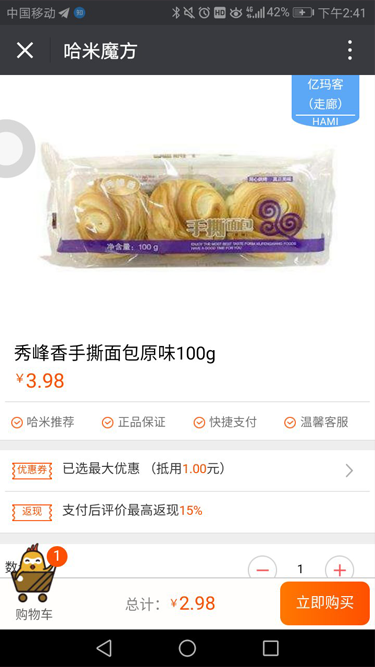 中国移动
42%
下午2:41
哈米魔方
亿玛客
(走廊)
HAMI
手撕面包
净含量: 100 g
秀峰香手撕面包原味100g
¥3.98
哈米推荐
正品保证
快捷支付
温馨客服
优惠券
已选最大优惠 (抵用1.00元)
返现
支付后评价最高返现15%
数
1
1
购物车
总计: ¥2.98
立即购买